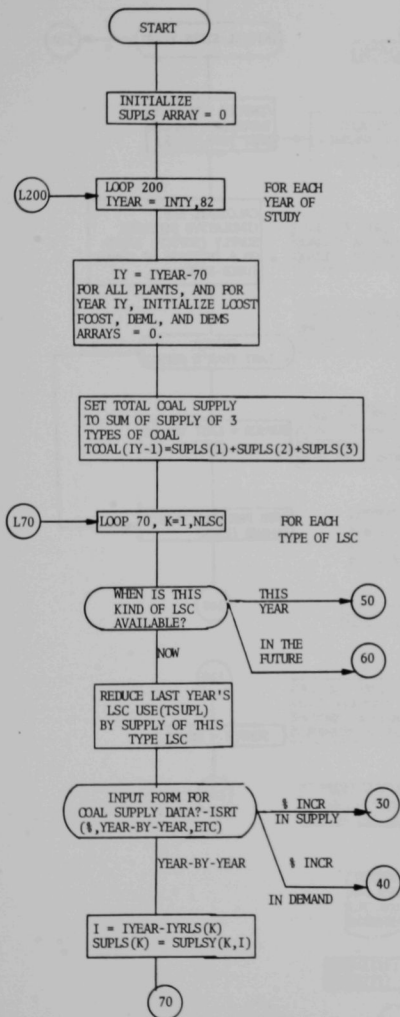 START
INITIALIZE
SUPLS ARRAY = 0
L200
LOOP 200
IYEAR = INTY,82
FOR EACH
YEAR OF
STUDY
IY = IYEAR-70
FOR ALL PLANTS, AND FOR
YEAR IY, INITIALIZE LOOST
FCOST, DEML, AND DEMS
ARRAYS = 0.
SET TOTAL COAL SUPPLY
TO SUM OF SUPPLY OF 3
TYPES OF COAL
TCOAL(IY-1)=SUPLS(1)+SUPLS(2)+SUPLS(3)
L70
LOOP 70, K=1,NLSC
FOR EACH
TYPE OF LSC
WHEN IS THIS
KIND OF LSC
AVAILABLE?
THIS
YEAR
50
IN THE
FUTURE
60
NOW
REDUCE LAST YEAR'S
LSC USE(TSUPL)
BY SUPPLY OF THIS
TYPE LSC
INPUT FORM FOR
COAL SUPPLY DATA?-ISRT
(%,YEAR-BY-YEAR,ETC)
% INCR
IN SUPPLY
30
% INCR
IN DEMAND
40
YEAR-BY-YEAR
I = IYEAR-IYRLS(K)
SUPLS(K) = SUPLSY(K,I)
70